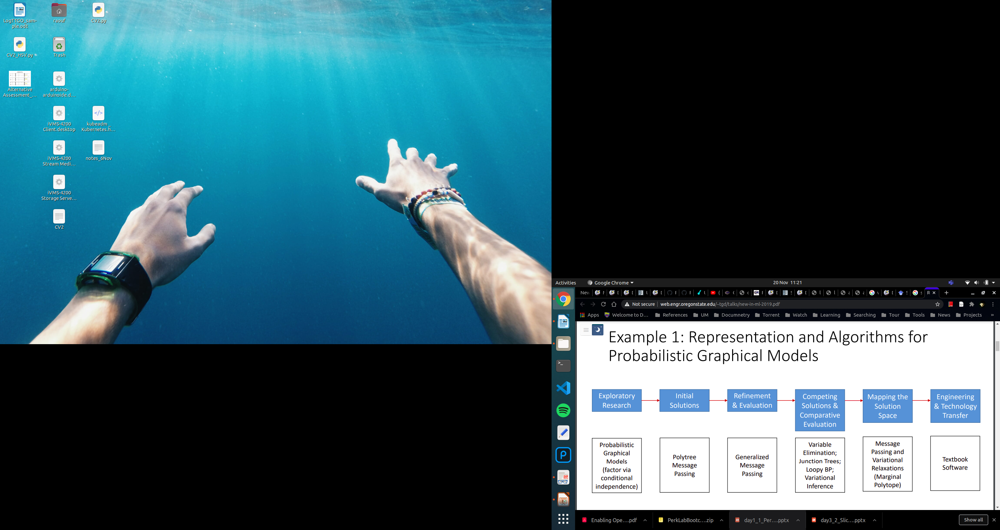 LogTTGO_sam-
ple.odt
raouf
CV2.py
CV2_HSV.py
Trash
Alternative
Assessment_...
arduino-
arduinoide.d...
iVMS-4200
Client.desktop
kubeadm _
Kubernetes.h...
iVMS-4200
Stream Medi...
notes_6Nov
iVMS-4200
Storage Serve...
CV2
Activities
Google Chrome
20 Nov 11:21
New
R
Not secure
web.engr.oregonstate.edu/~tgd/talks/new-in-ml-2019.pdf
Apps
Welcome to D...
References
UM
Documnetry
Torrent
Watch
Learning
Searching
Tour
Tools
News
Projects
»
Example 1: Representation and Algorithms for
Probabilistic Graphical Models
Exploratory
Research
Initial
Solutions
Refinement
& Evaluation
Competing
Solutions &
Comparative
Evaluation
Mapping the
Solution
Space
Engineering
& Technology
Transfer
Probabilistic
Graphical
Models
(factor via
conditional
independence)
Polytree
Message
Passing
Generalized
Message
Passing
Variable
Elimination;
Junction Trees;
Loopy BP;
Variational
Inference
Message
Passing and
Variational
Relaxations
(Marginal
Polytope)
Textbook
Software
Enabling Ope....pdf
PerkLabBootc....zip
day1_1_Per....pptx
day3_2_Slic....pptx
Show all